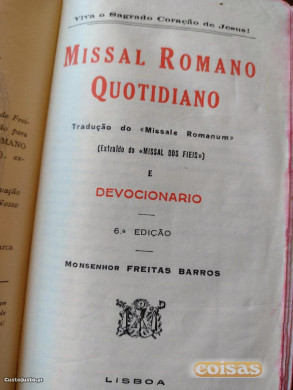 Viva o Sagrado Coração de Jesus!
MISSAL ROMANO
QUOTIDIANO
Tradução do «Missale Romanum»
(Extraído do «MISSAL DOS FIEIS»)
E
DEVOCIONARIO
6.ª EDIÇÃO
MONSENHOR FREITAS BARROS
LISBOA
coisas
CustoJusto.pt